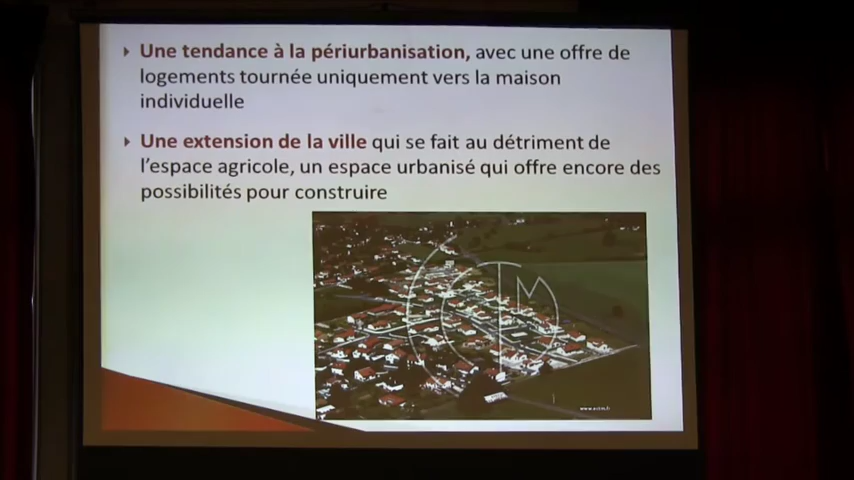 Une tendance à la périurbanisation, avec une offre de
logements tournée uniquement vers la maison
individuelle
Une extension de la ville qui se fait au détriment de
l'espace agricole, un espace urbanisé qui offre encore des
possibilités pour construire